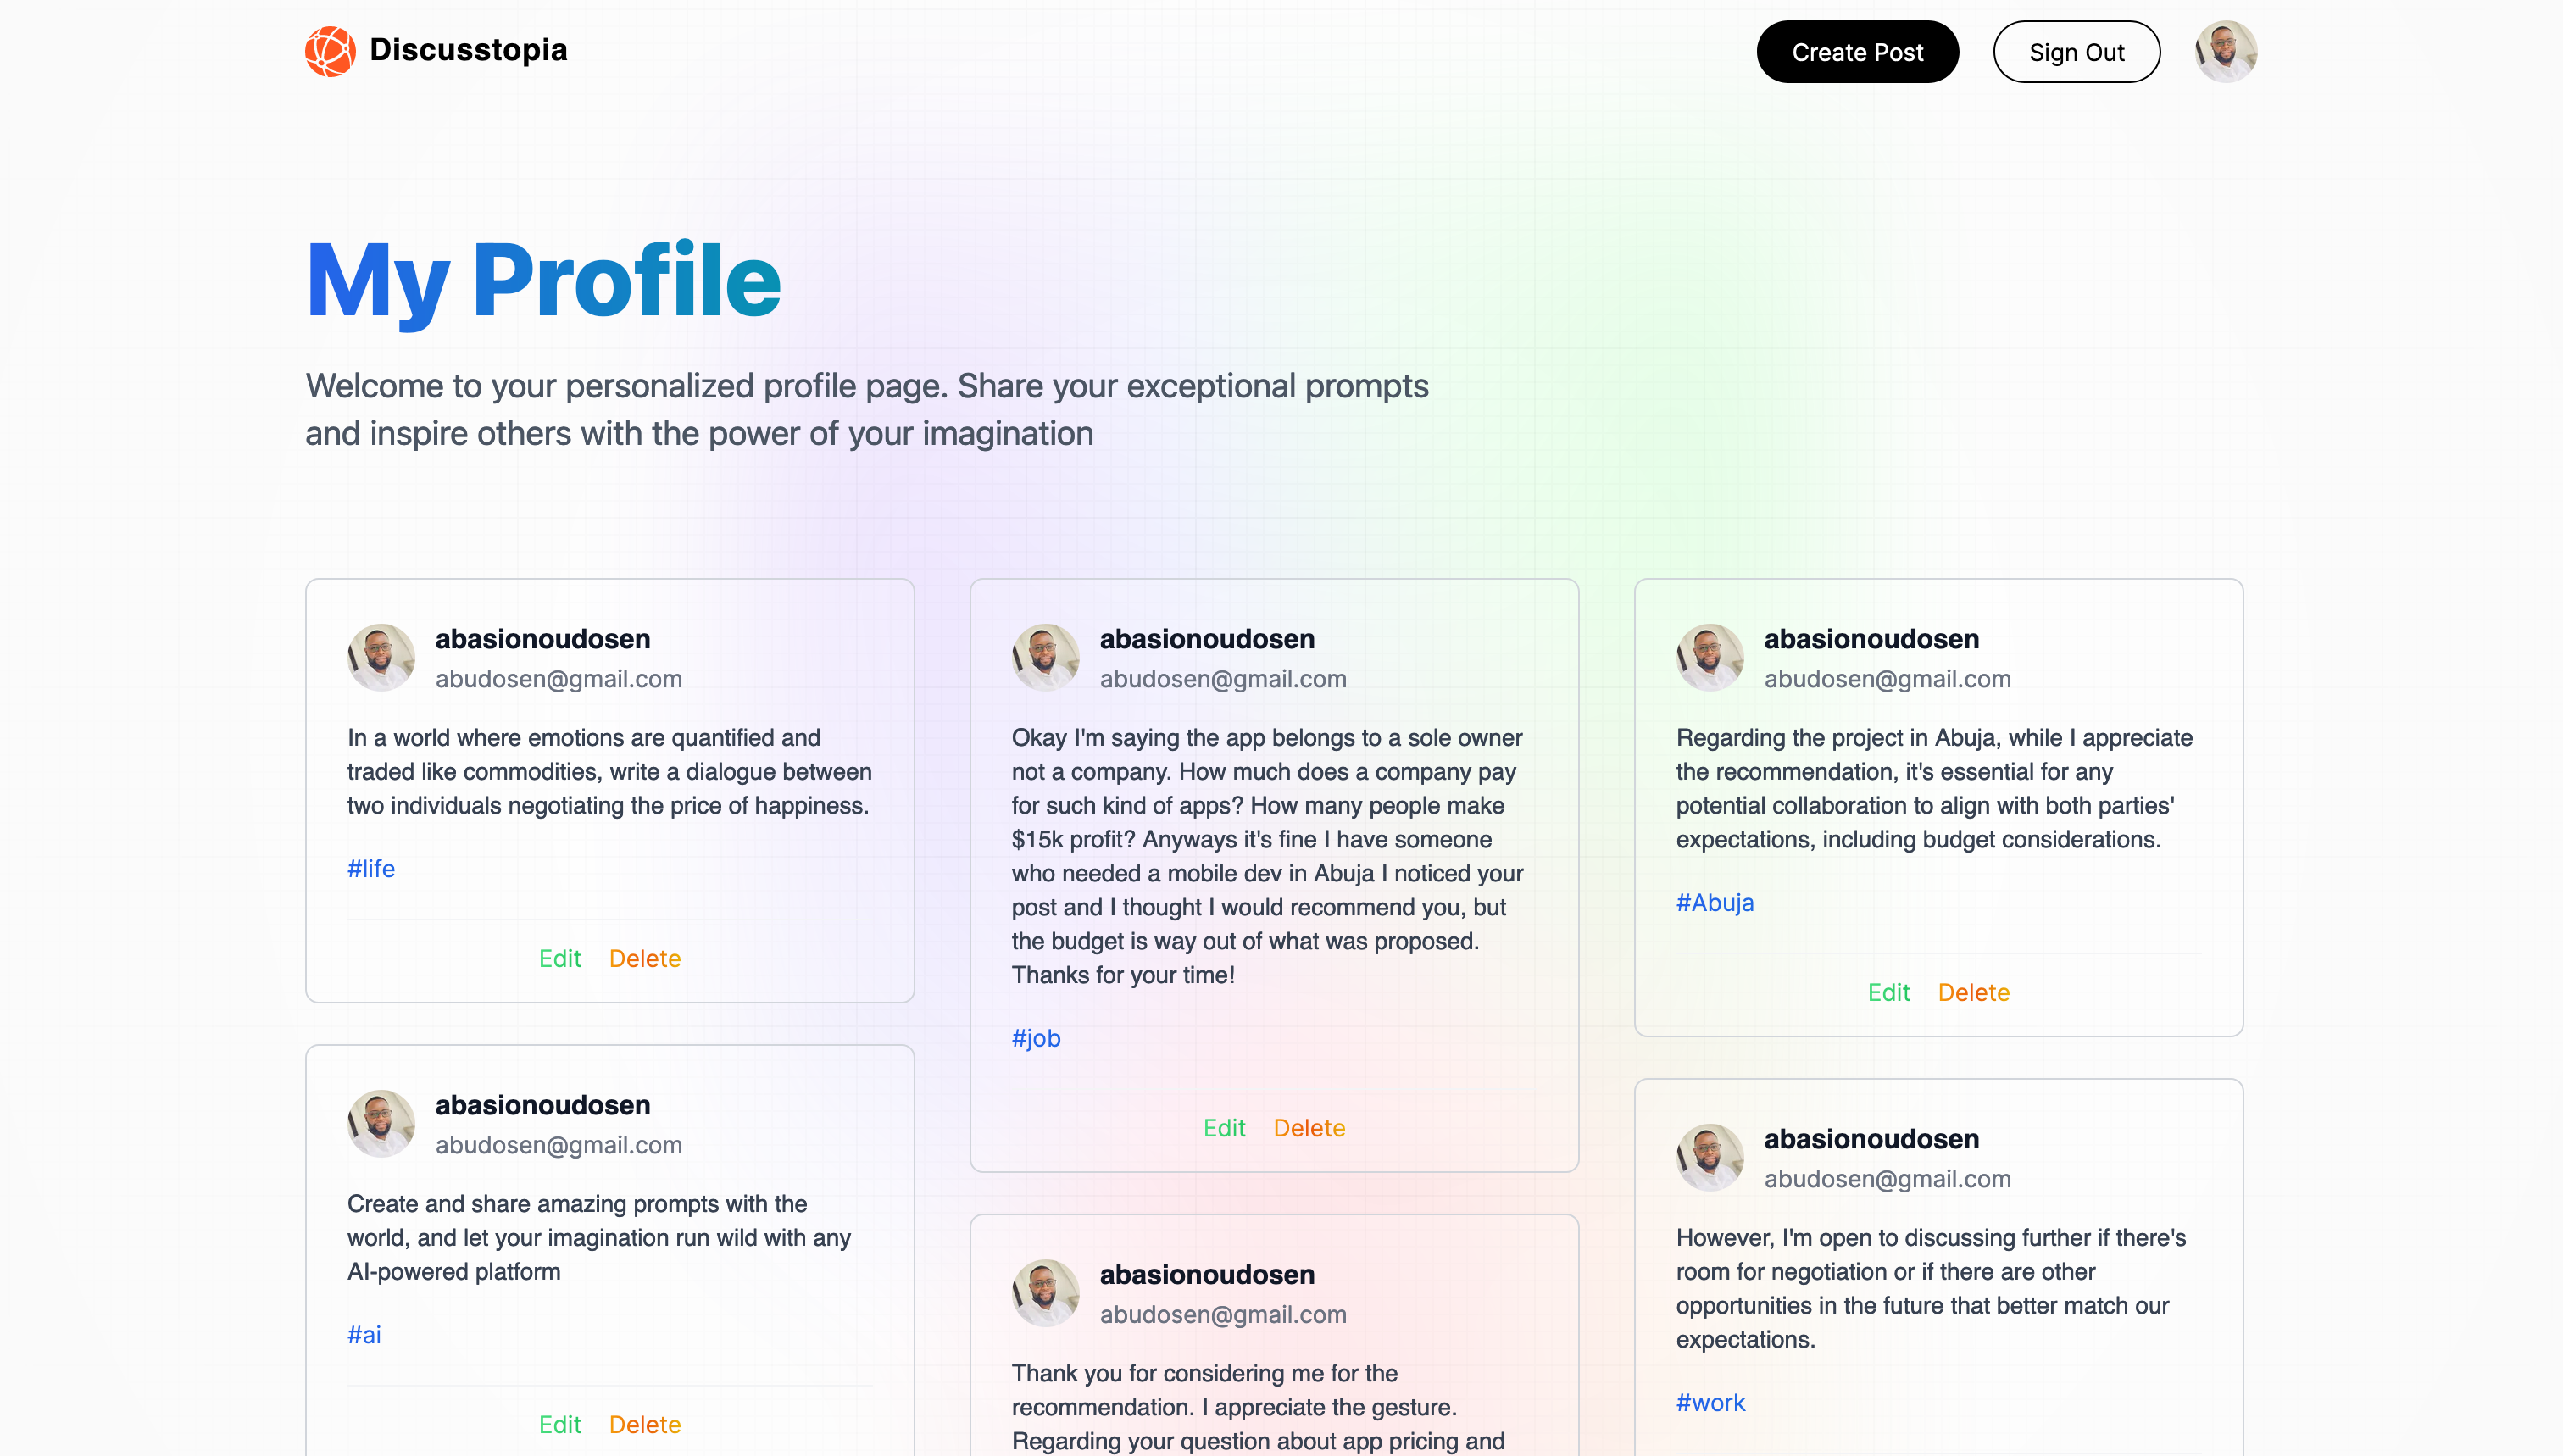 Discusstopia
Create Post
Sign Out
My Profile
Welcome to your personalized profile page. Share your exceptional prompts
and inspire others with the power of your imagination
abasionoudosen
abudosen@gmail.com
In a world where emotions are quantified and
traded like commodities, write a dialogue between
two individuals negotiating the price of happiness.
#life
Edit
Delete
abasionoudosen
abudosen@gmail.com
Create and share amazing prompts with the
world, and let your imagination run wild with any
AI-powered platform
#ai
Edit
Delete
abasionoudosen
abudosen@gmail.com
Okay I'm saying the app belongs to a sole owner
not a company. How much does a company pay
for such kind of apps? How many people make
$15k profit? Anyways it's fine I have someone
who needed a mobile dev in Abuja I noticed your
post and I thought I would recommend you, but
the budget is way out of what was proposed.
Thanks for your time!
#job
Edit
Delete
abasionoudosen
abudosen@gmail.com
Thank you for considering me for the
recommendation. I appreciate the gesture.
Regarding your question about app pricing and
abasionoudosen
abudosen@gmail.com
Regarding the project in Abuja, while I appreciate
the recommendation, it's essential for any
potential collaboration to align with both parties'
expectations, including budget considerations.
#Abuja
Edit
Delete
abasionoudosen
abudosen@gmail.com
However, I'm open to discussing further if there's
room for negotiation or if there are other
opportunities in the future that better match our
expectations.
#work